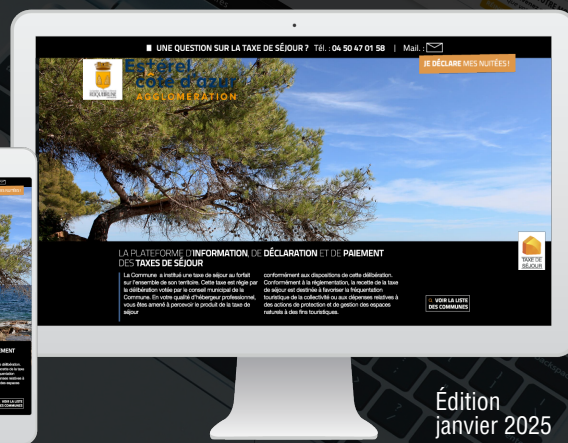 UNE QUESTION SUR LA TAXE DE SÉJOUR ? Tél. : 04 50 47 01 58 | Mail. :
JE DÉCLARE MES NUITÉES !
Esterel
côte d'azur
AGGLOMÉRATION
LA PLATEFORME D'INFORMATION, DE DÉCLARATION ET DE PAIEMENT
DES TAXES DE SÉJOUR
La Commune a institué une taxe de séjour au forfait
sur l'ensemble de son territoire. Cette taxe est régie par
la délibération votée par le conseil municipal de la
Commune. En votre qualité d'hébergeur professionnel,
vous êtes amené à percevoir le produit de la taxe de
séjour
conformément aux dispositions de cette délibération.
Conformément à la réglementation, la recette de la taxe
de séjour est destinée à favoriser la fréquentation
touristique de la collectivité ou aux dépenses relatives à
des actions de protection et de gestion des espaces
naturels à des fins touristiques.
TAXE DE
SÉJOUR
VOIR LA LISTE
DES COMMUNES
Édition
janvier 2025